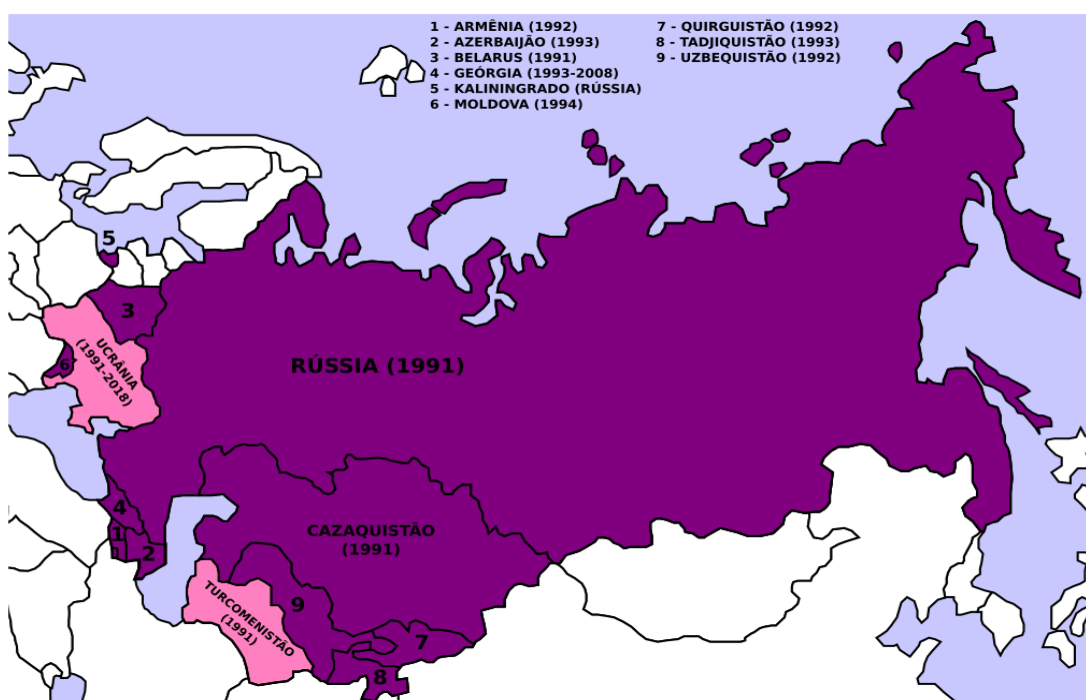 1 - ARMÊNIA (1992)
2 - AZERBAIJÃO (1993)
3 - BELARUS (1991)
4 - GEÓRGIA (1993-2008)
5 - KALININGRADO (RÚSSIA)
6 - MOLDOVA (1994)
7 - QUIRGUISTÃO (1992)
8 - TADJIQUISTÃO (1993)
9 - UZBEQUISTÃO (1992)
5
3
UCRÂNIA
(1991-2018)
6
RÚSSIA (1991)
4
1
2
CAZAQUISTÃO
(1991)
TURCOMENISTÃO
(1991)
9
7
8